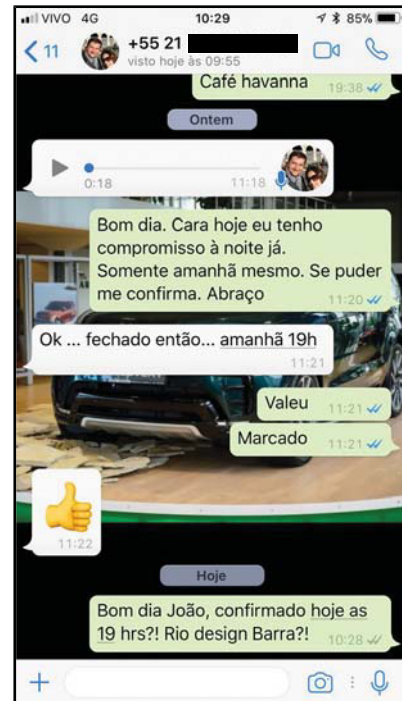 VIVO 4G 10:29 85%
11 +55 21
visto hoje às 09:55
Café havanna 19:38
Ontem
0:18 11:18
Bom dia. Cara hoje eu tenho
compromisso à noite já.
Somente amanhã mesmo. Se puder
me confirma. Abraço 11:20
Ok ... fechado então... amanhã 19h
11:21
Valeu 11:21
Marcado 11:21
11:22
Hoje
Bom dia João, confirmado hoje as
19 hrs?! Rio design Barra?! 10:28